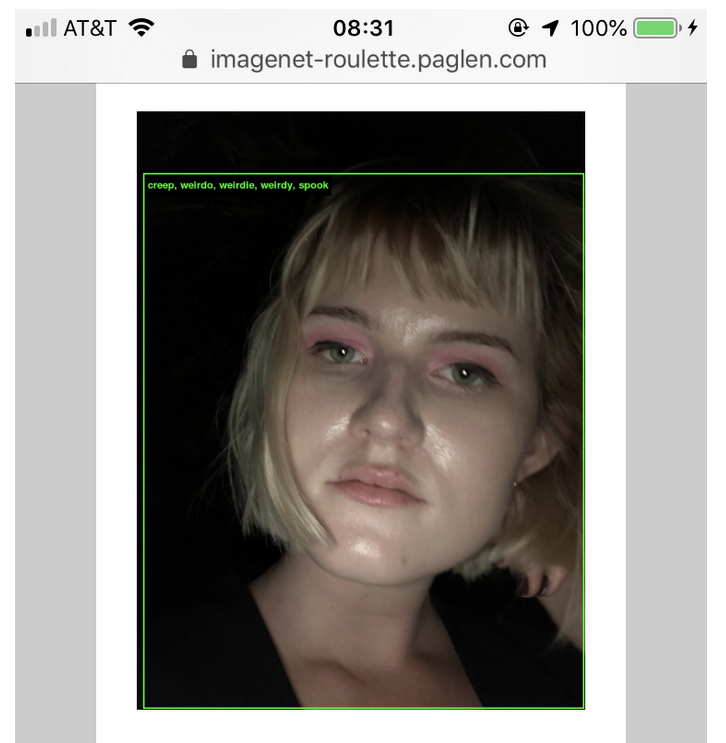 AT&T 08:31 100%
imagenet-roulette.paglen.com
creep, weirdo, weirdie, weirdy, spook